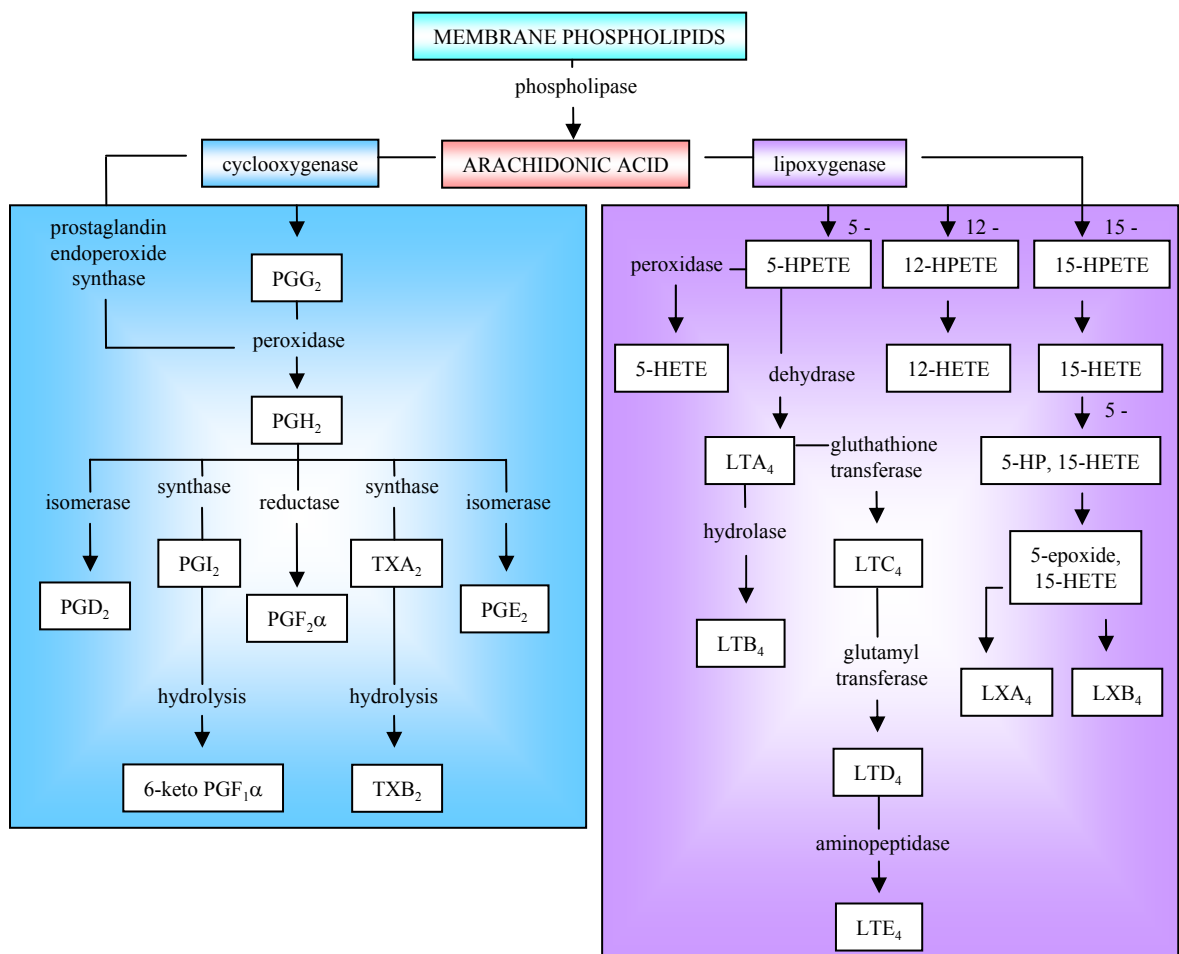 MEMBRANE PHOSPHOLIPIDS
phospholipase
cyclooxygenase
ARACHIDONIC ACID
lipoxygenase
prostaglandin
endoperoxide
synthase
PGG₂
peroxidase
PGH₂
isomerase
synthase
reductase
synthase
isomerase
PGD₂
PGI₂
PGF₂α
TXA₂
PGE₂
hydrolysis
hydrolysis
6-keto PGF₁α
TXB₂
5 -
12 -
15 -
peroxidase
5-HPETE
12-HPETE
15-HPETE
5-HETE
dehydrase
12-HETE
15-HETE
5 -
LTA₄
gluthathione
transferase
5-HP, 15-HETE
hydrolase
LTC₄
5-epoxide,
15-HETE
LTB₄
glutamyl
transferase
LXA₄
LXB₄
LTD₄
aminopeptidase
LTE₄